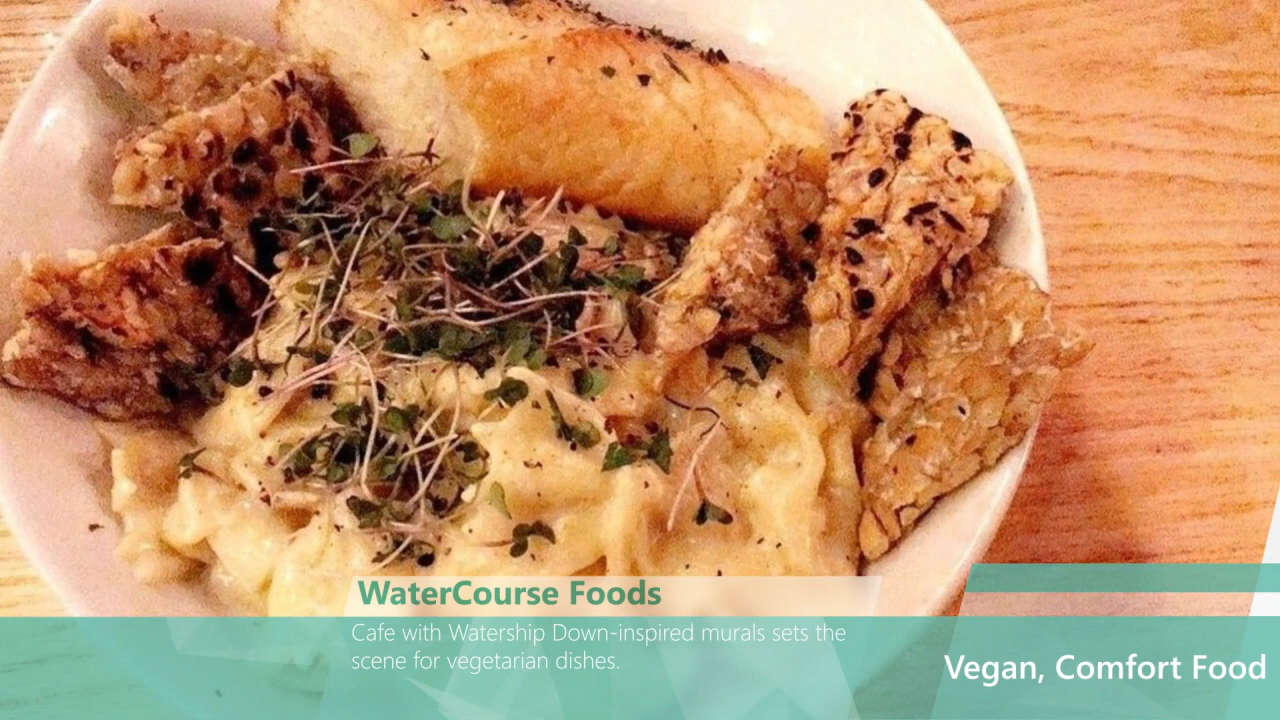 WaterCourse Foods
Cafe with Watership Down-inspired murals sets the
scene for vegetarian dishes.
Vegan, Comfort Food